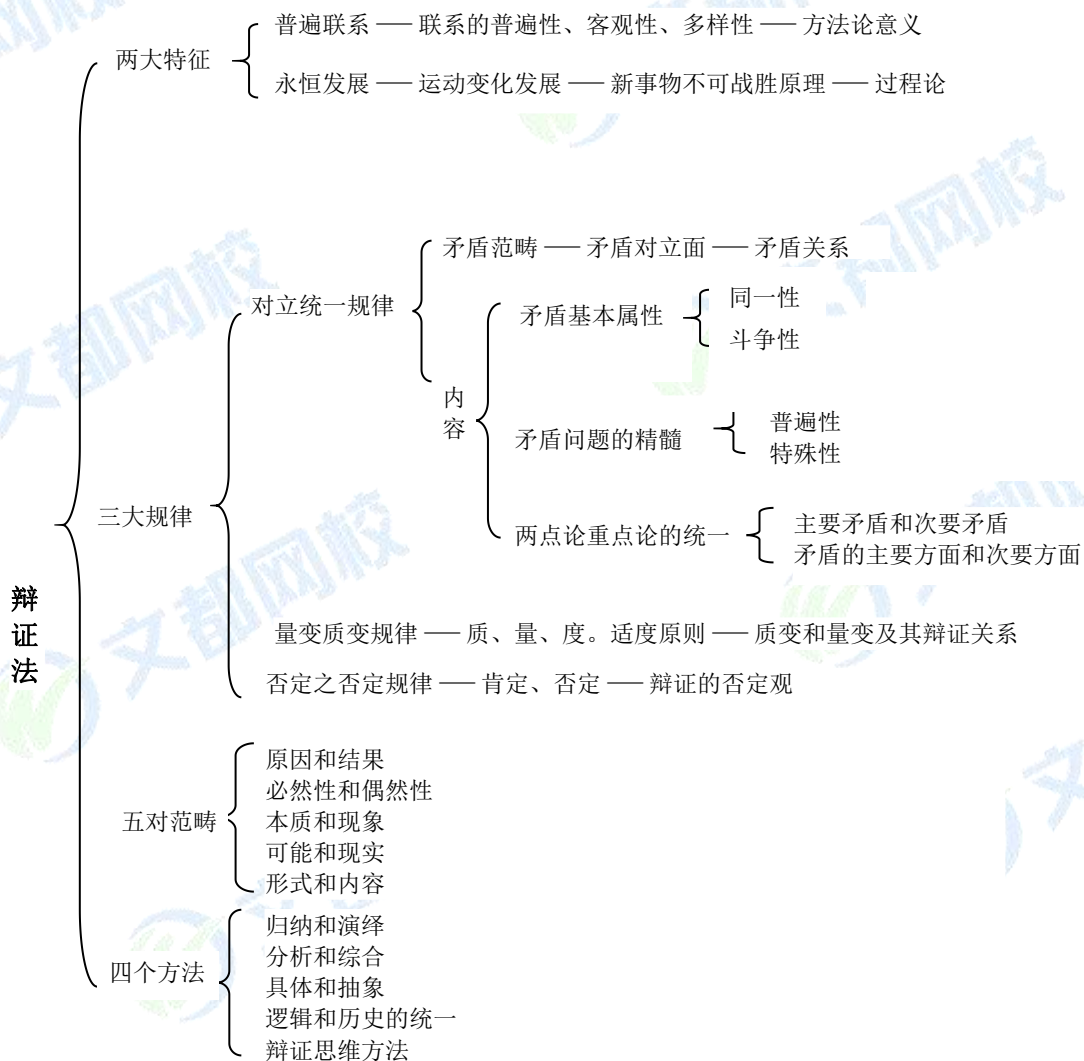 辩证法
两大特征
普遍联系 —— 联系的普遍性、客观性、多样性 —— 方法论意义
永恒发展 —— 运动变化发展 —— 新事物不可战胜原理 —— 过程论
三大规律
对立统一规律
矛盾范畴 —— 矛盾对立面 —— 矛盾关系
内容
矛盾基本属性
同一性
斗争性
矛盾问题的精髓
普遍性
特殊性
两点论重点论的统一
主要矛盾和次要矛盾
矛盾的主要方面和次要方面
量变质变规律 —— 质、量、度。适度原则 —— 质变和量变及其辩证关系
否定之否定规律 —— 肯定、否定 —— 辩证的否定观
五对范畴
原因和结果
必然性和偶然性
本质和现象
可能和现实
形式和内容
四个方法
归纳和演绎
分析和综合
具体和抽象
逻辑和历史的统一
辩证思维方法
文都网校
文都网校